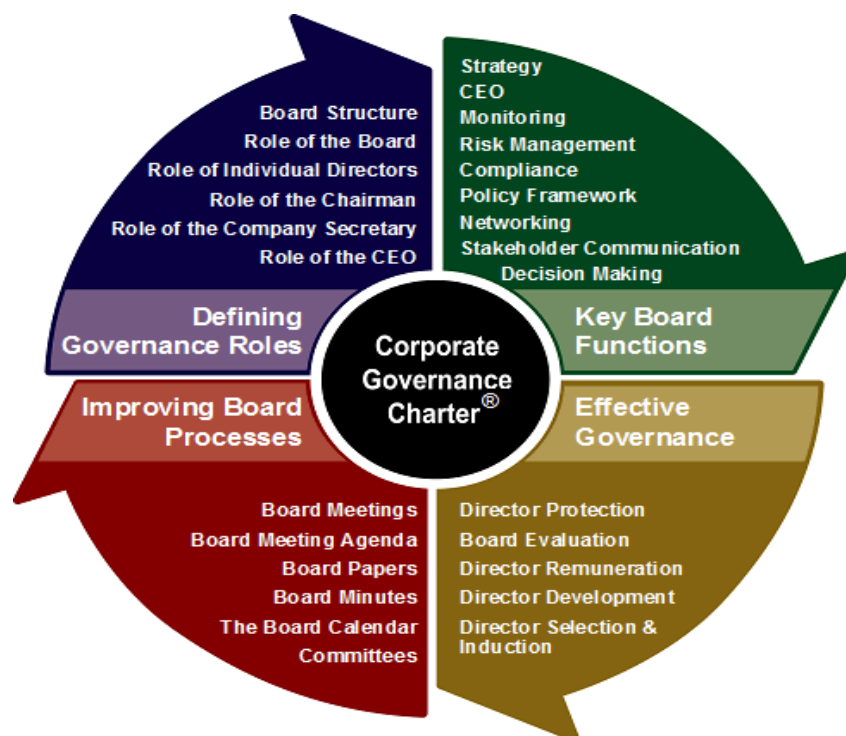 Board Structure
Role of the Board
Role of Individual Directors
Role of the Chairman
Role of the Company Secretary
Role of the CEO
Defining
Governance Roles
Strategy
CEO
Monitoring
Risk Management
Compliance
Policy Framework
Networking
Stakeholder Communication
Decision Making
Key Board
Functions
Corporate
Governance
Charter®
Improving Board
Processes
Board Meetings
Board Meeting Agenda
Board Papers
Board Minutes
The Board Calendar
Committees
Effective
Governance
Director Protection
Board Evaluation
Director Remuneration
Director Development
Director Selection &
Induction